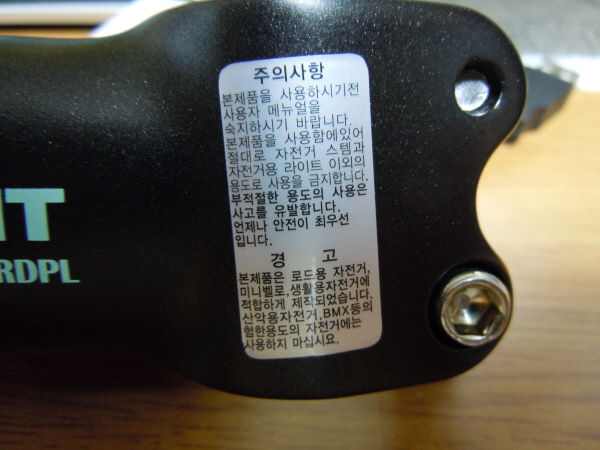 주의사항
본제품을 사용하시기전
사용자 메뉴얼을
숙지하시기 바랍니다.
본제품을 사용함에있어
절대로 자전거 스템과
자전거용 라이트 이외의
용도로 사용을 금지합니다.
부적절한 용도의 사용은
사고를 유발합니다.
언제나 안전이 최우선
입니다.
경 고
본제품은 로드용 자전거,
미니벨로,생활용자전거에
적합하게 제작되었습니다.
산악용자전거,BMX등의
험한용도의 자전거에는
사용하지 마십시요.
RDPL